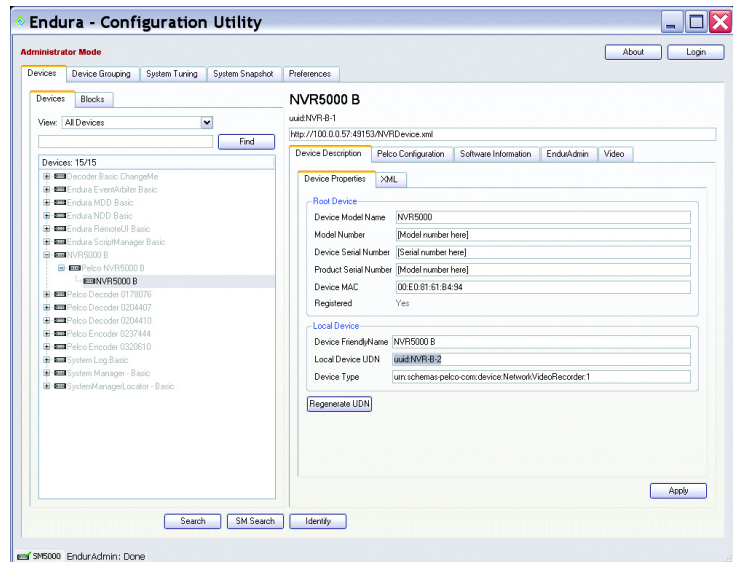 Endura - Configuration Utility
Administrator Mode
About
Login
Devices
Device Grouping
System Tuning
System Snapshot
Preferences
Devices
Blocks
View: All Devices
Find
Devices: 15/15
Decoder Basic ChangeMe
Endura EventArbiter Basic
Endura MDD Basic
Endura NDD Basic
Endura RemoteUI Basic
Endura ScriptManager Basic
NVR5000 B
Pelco NVR5000 B
NVR5000 B
Pelco Decoder 0178076
Pelco Decoder 0204407
Pelco Decoder 0204410
Pelco Encoder 0237444
Pelco Encoder 0320610
System Log Basic
System Manager - Basic
SystemManagerLocator - Basic
Search
SM Search
Identify
NVR5000 B
uuid:NVR-B-1
http://100.0.0.57:49153/NVRDevice.xml
Device Description
Pelco Configuration
Software Information
EndurAdmin
Video
Device Properties
XML
Root Device
Device Model Name NVR5000
Model Number [Model number here]
Device Serial Number [Serial number here]
Product Serial Number [Model number here]
Device MAC 00:E0:81:61:B4:94
Registered Yes
Local Device
Device FriendlyName NVR5000 B
Local Device UDN uuid:NVR-B-2
Device Type urn:schemas-pelco-com:device:NetworkVideoRecorder:1
Regenerate UDN
Apply
SM5000 EndurAdmin: Done